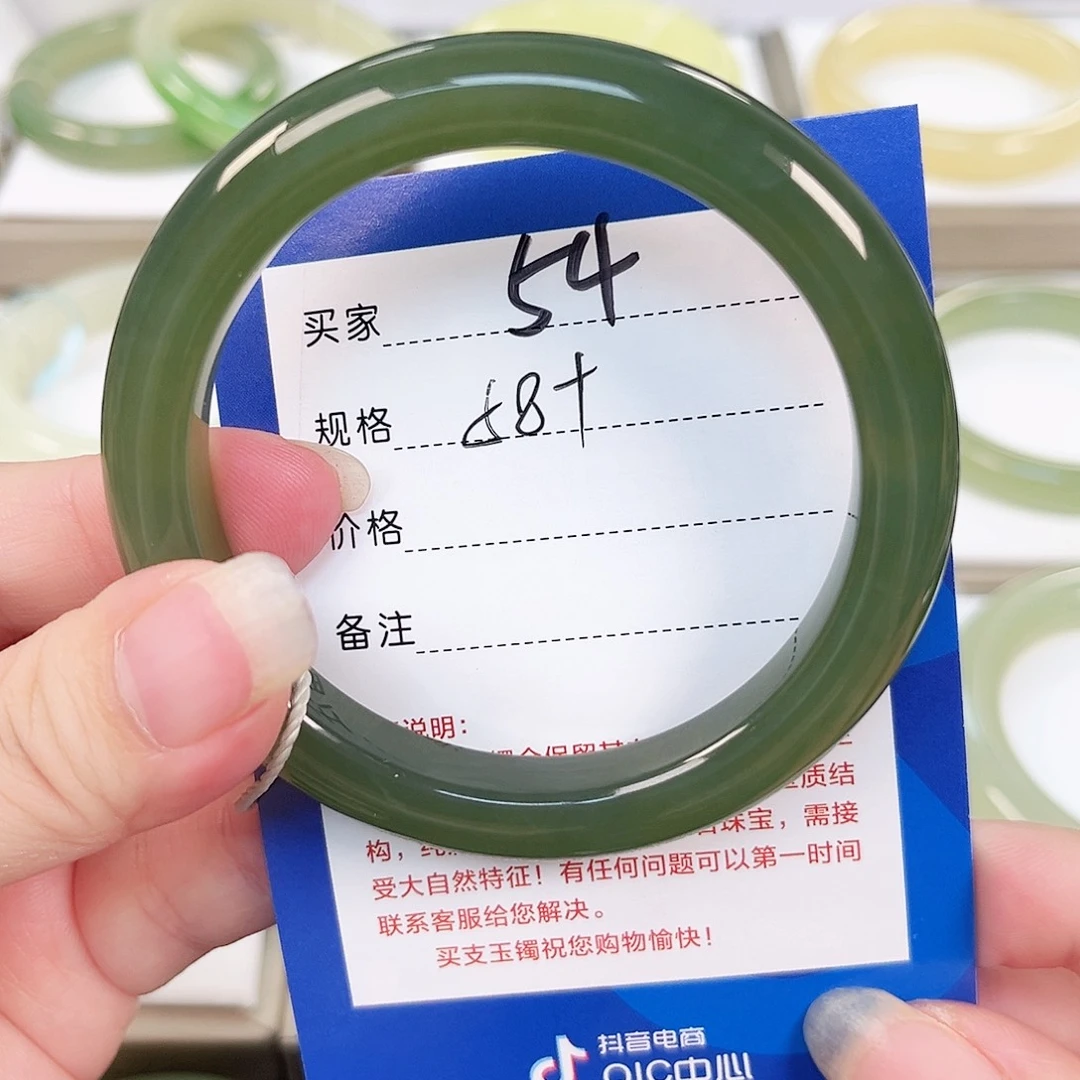 买家 54
规格 58+
价格
备注
说明：
质结
构，
珠宝，需接
受大自然特征！有任何问题可以第一时间
联系客服给您解决。
买支玉镯祝您购物愉快！
抖音电商
QIC中心